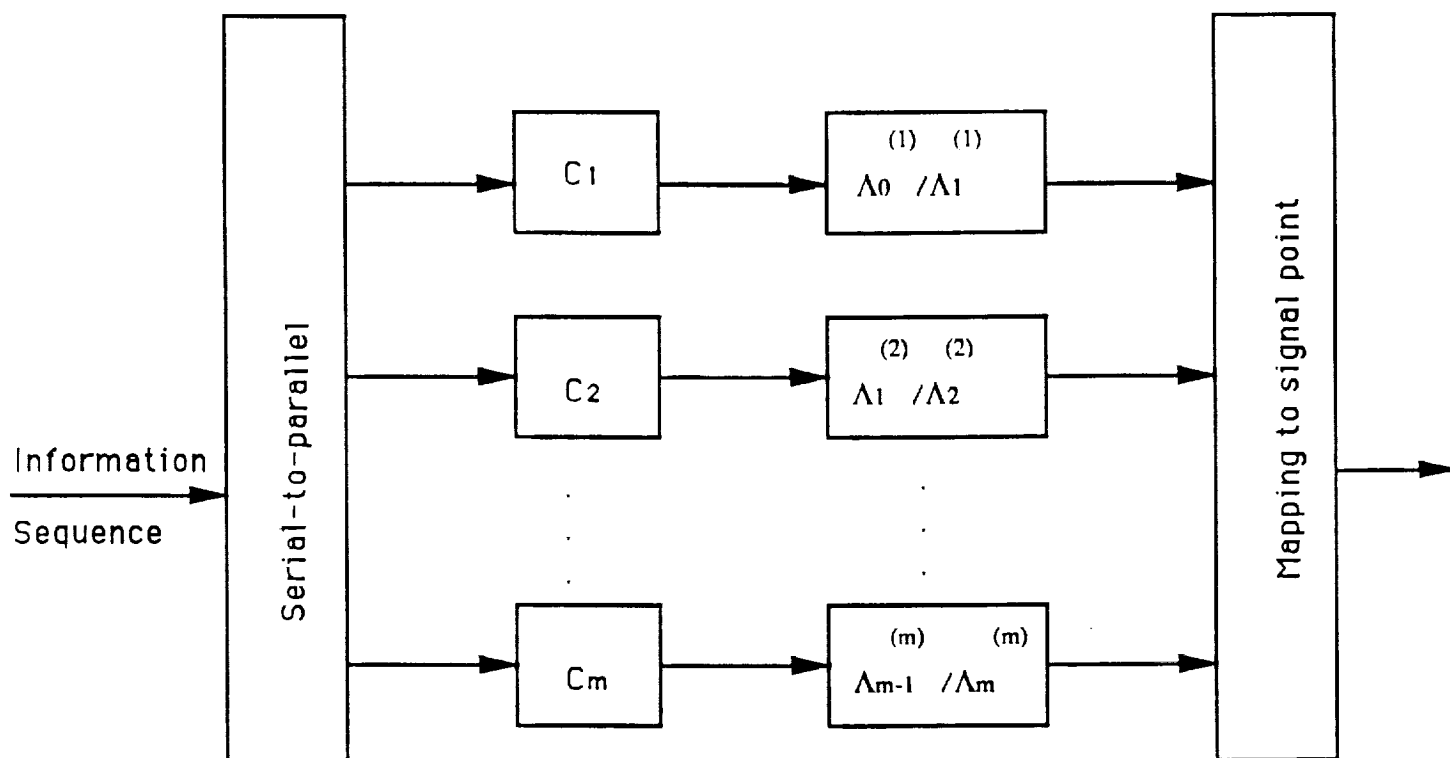 (1) (1)
C1
Λ0 /Λ1
(2) (2)
C2
Λ1 /Λ2
Information
Sequence
Serial-to-parallel
Mapping to signal point
. .
. .
. .
(m) (m)
Cm
Λm-1 /Λm